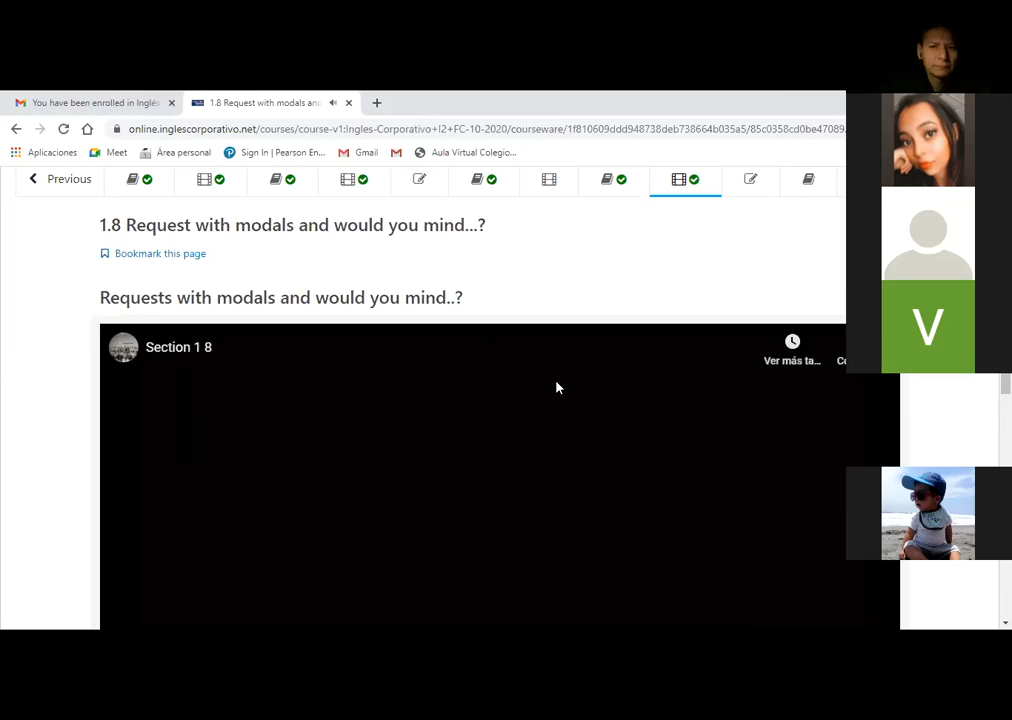 You have been enrolled in Inglés
1.8 Request with modals and
online.inglescorporativo.net/courses/course-v1:Ingles-Corporativo+I2+FC-10-2020/courseware/1f810609ddd948738deb738664b035a5/85c0358cd0be47089
Aplicaciones Meet Área personal Sign In | Pearson En... Gmail Aula Virtual Colegio...
Previous
1.8 Request with modals and would you mind...?
Bookmark this page
Requests with modals and would you mind..?
Section 1 8
Ver más ta...
V